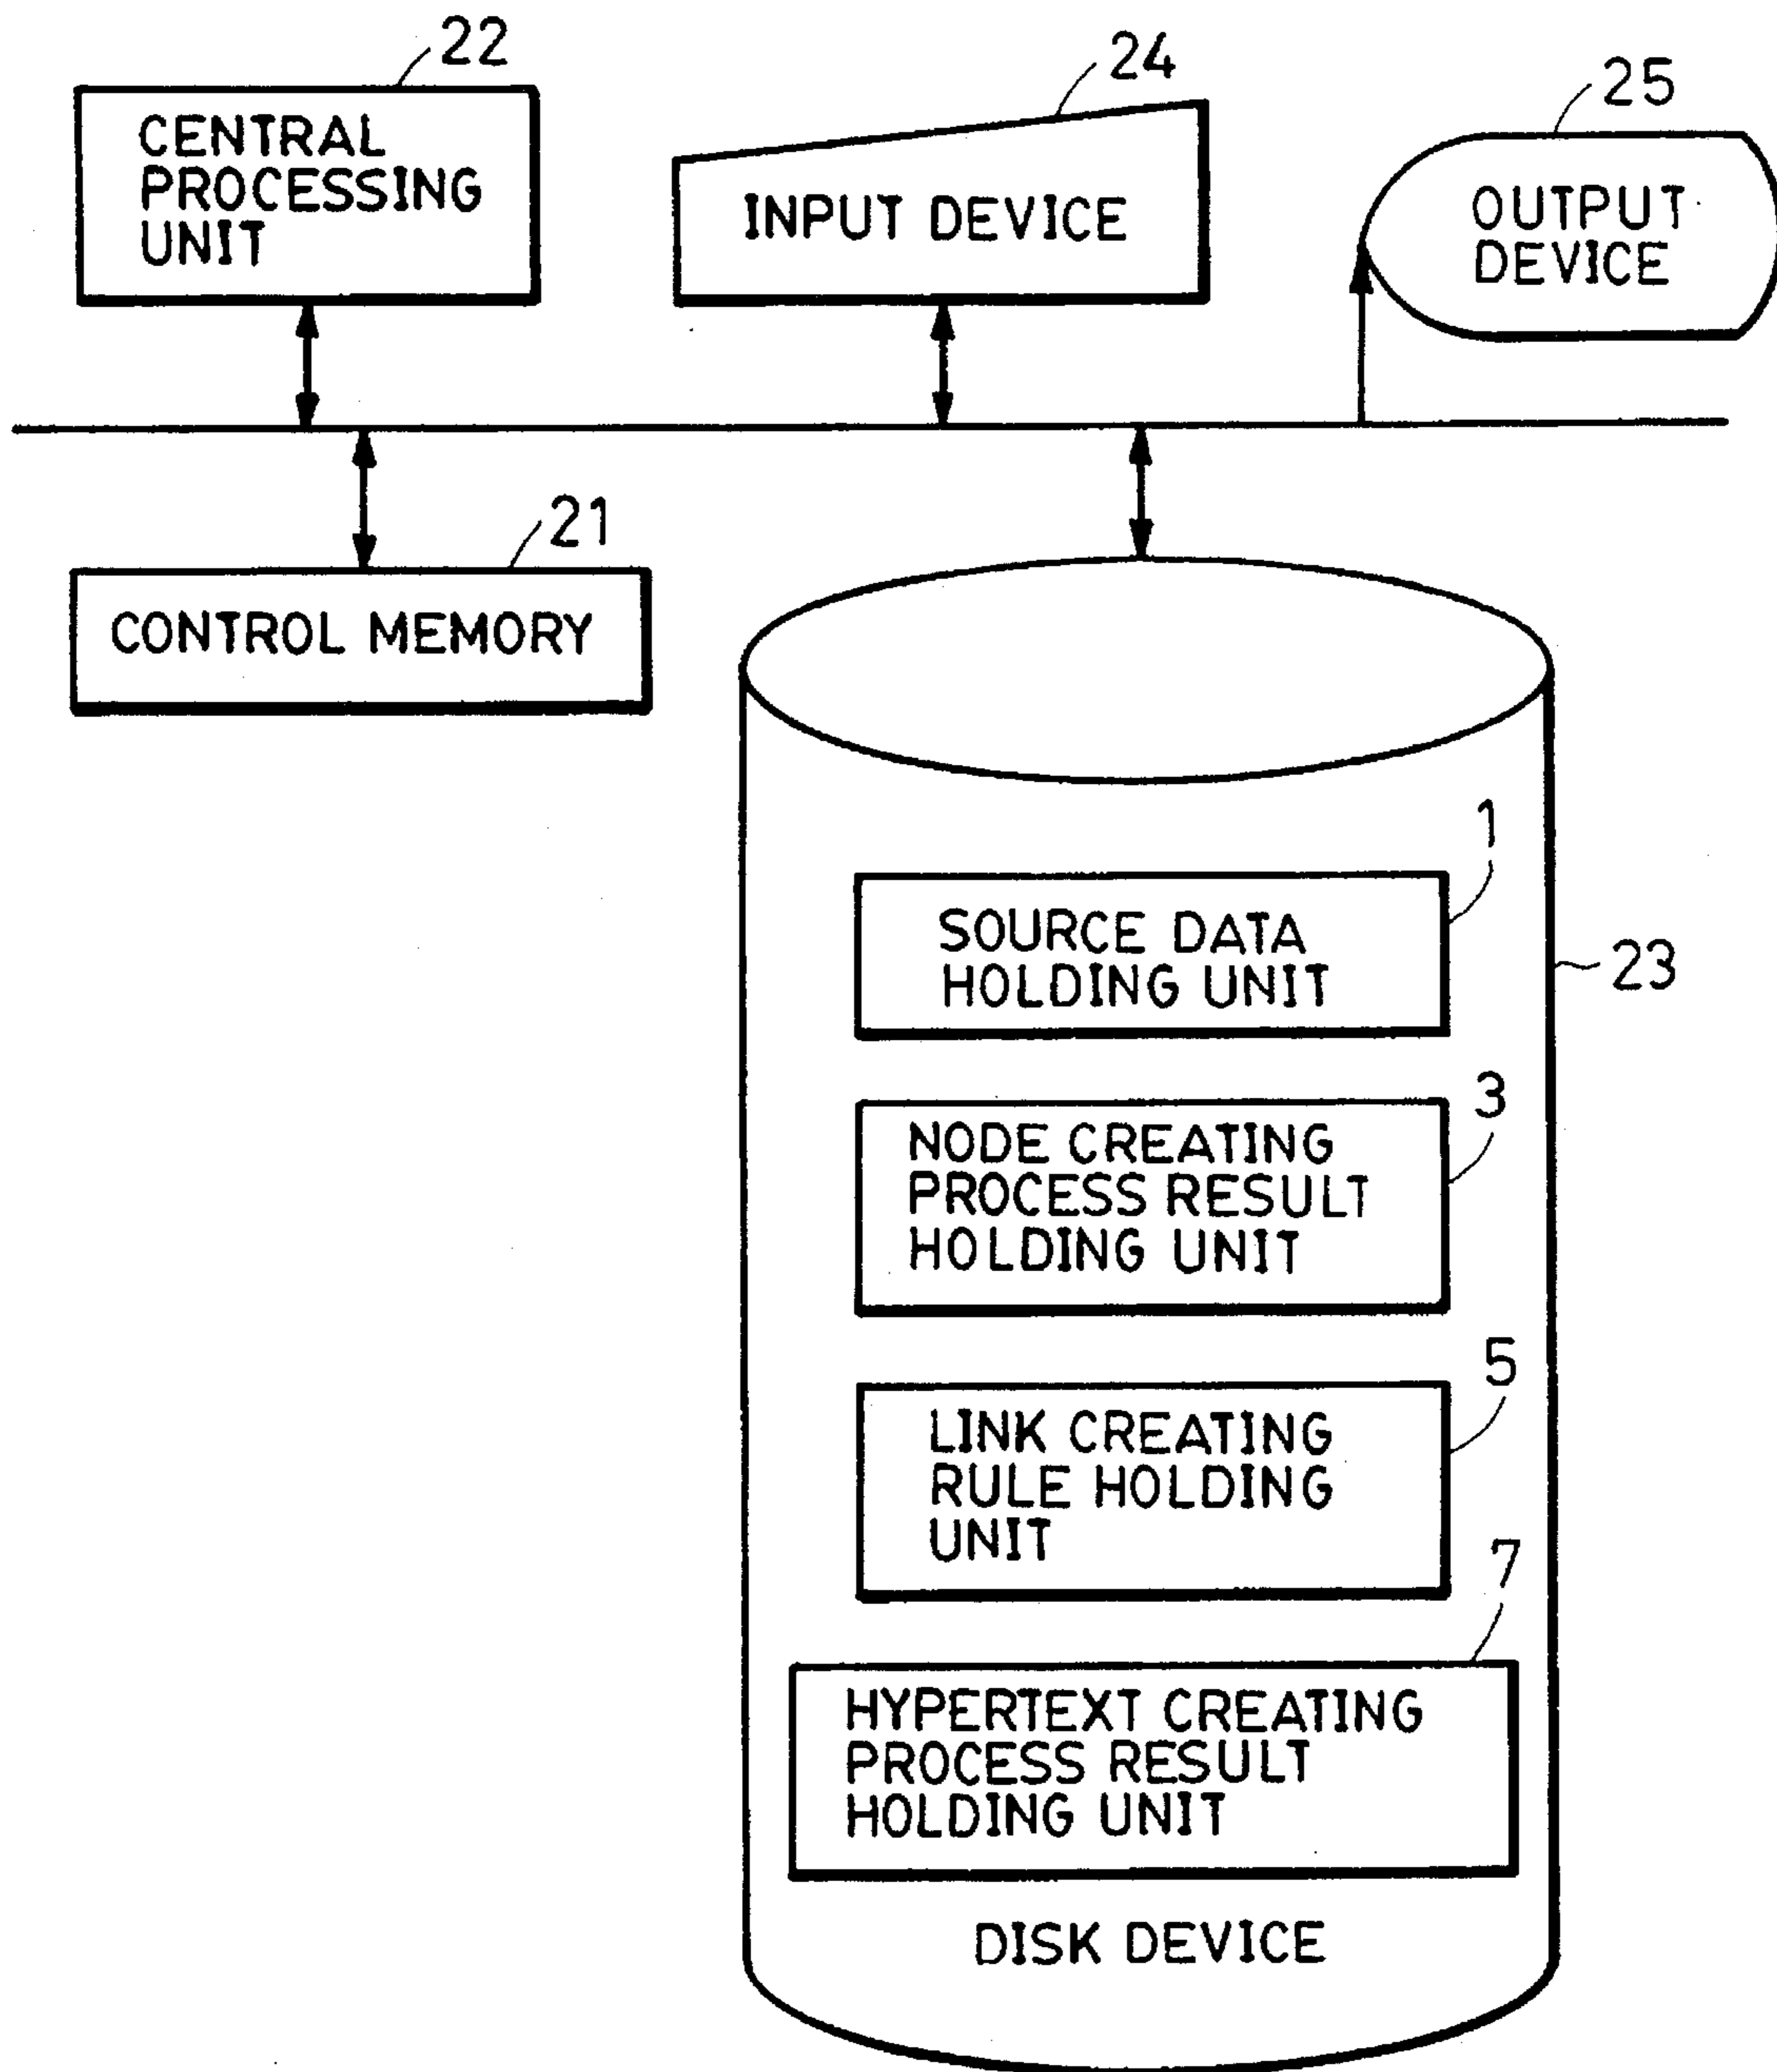 22
CENTRAL
PROCESSING
UNIT
24
INPUT DEVICE
25
OUTPUT
DEVICE
21
CONTROL MEMORY
1
SOURCE DATA
HOLDING UNIT
23
3
NODE CREATING
PROCESS RESULT
HOLDING UNIT
5
LINK CREATING
RULE HOLDING
UNIT
7
HYPERTEXT CREATING
PROCESS RESULT
HOLDING UNIT
DISK DEVICE